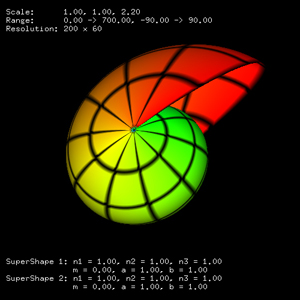 Scale: 1.00, 1.00, 2.20
Range: 0.00 -> 700.00, -90.00 -> 90.00
Resolution: 200 x 60
SuperShape 1: n1 = 1.00, n2 = 1.00, n3 = 1.00
m = 0.00, a = 1.00, b = 1.00
SuperShape 2: n1 = 1.00, n2 = 1.00, n3 = 1.00
m = 0.00, a = 1.00, b = 1.00